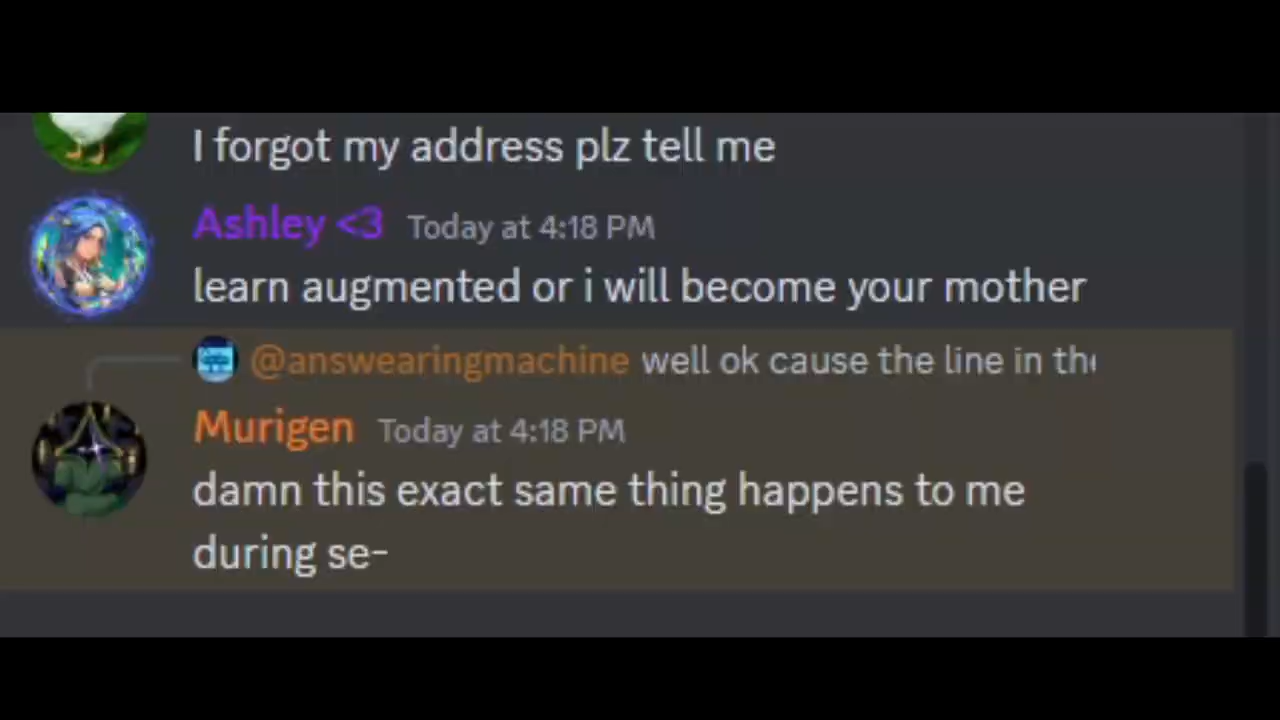 I forgot my address plz tell me
Ashley <3 Today at 4:18 PM
learn augmented or i will become your mother
@answearingmachine well ok cause the line in the
Murigen Today at 4:18 PM
damn this exact same thing happens to me
during se-